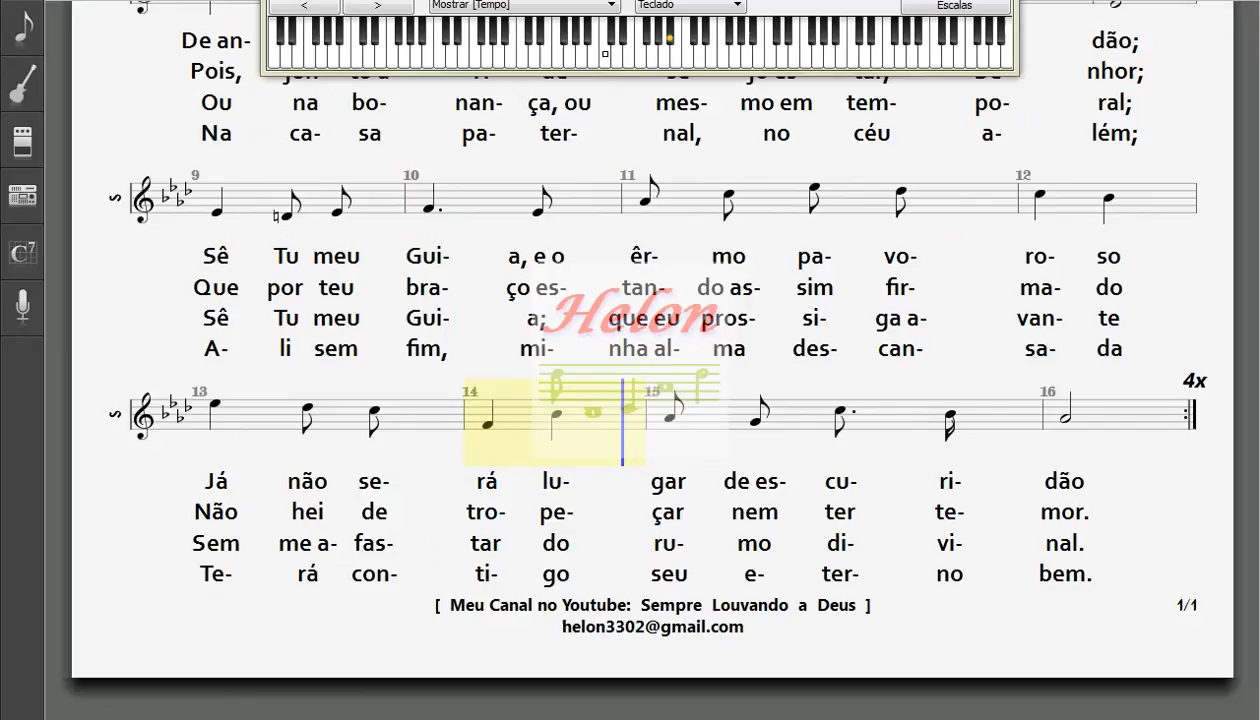 < > Mostrar [Tempo] Teclado Escalas
De an- dão;
Pois, nhor;
Ou na bo- nan- ça, ou mes- mo em tem- po- ral;
Na ca- sa pa- ter- nal, no céu a- lém;
9 10 11 12
S
Sê Tu meu Gui- a, e o êr- mo pa- vo- ro- so
Que por teu bra- ço es- tan- do as- sim fir- ma- do
Helon
Sê Tu meu Gui- a; que eu pros- si- ga a- van- te
A- li sem fim, mi- nha al- ma des- can- sa- da
13 14 15 16 4x
S
Já não se- rá lu- gar de es- cu- ri- dão
Não hei de tro- pe- çar nem ter te- mor.
Sem me a- fas- tar do ru- mo di- vi- nal.
Te- rá con- ti- go seu e- ter- no bem.
[ Meu Canal no Youtube: Sempre Louvando a Deus ] 1/1
helon3302@gmail.com
C7